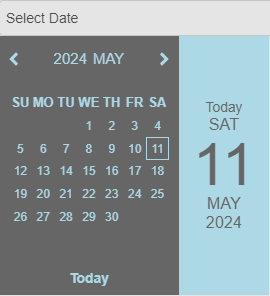 Select Date
2024 MAY
SU MO TU WE TH FR SA
1 2 3 4
5 6 7 8 9 10 11
12 13 14 15 16 17 18
19 20 21 22 23 24 25
26 27 28 29 30
Today
Today
SAT
11
MAY
2024